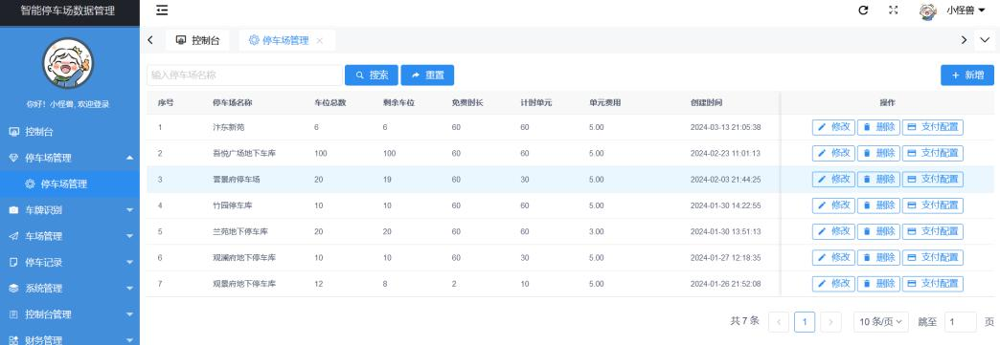 智能停车场数据管理
小怪兽
控制台 停车场管理
你好！小怪兽,欢迎登录
输入停车场名称 搜索 重置 新增
序号 停车场名称 车位总数 剩余车位 免费时长 计时单元 单元费用 创建时间 操作
1 汴东新苑 6 6 60 60 5.00 2024-03-13 21:05:38 修改 删除 支付配置
2 吾悦广场地下车库 100 100 60 60 5.00 2024-02-23 11:01:13 修改 删除 支付配置
3 誉景府停车场 20 19 60 30 5.00 2024-02-03 21:44:25 修改 删除 支付配置
4 竹园停车库 10 10 60 60 5.00 2024-01-30 14:22:55 修改 删除 支付配置
5 兰苑地下停车库 20 20 60 60 3.00 2024-01-30 13:51:13 修改 删除 支付配置
6 观澜府地下停车库 10 10 60 30 5.00 2024-01-27 12:18:35 修改 删除 支付配置
7 观景府地下停车库 12 8 2 10 5.00 2024-01-26 21:52:08 修改 删除 支付配置
共 7 条 1 10 条/页 跳至 1 页
控制台
停车场管理
停车场管理
车牌识别
车场管理
停车记录
系统管理
控制台管理
财务管理